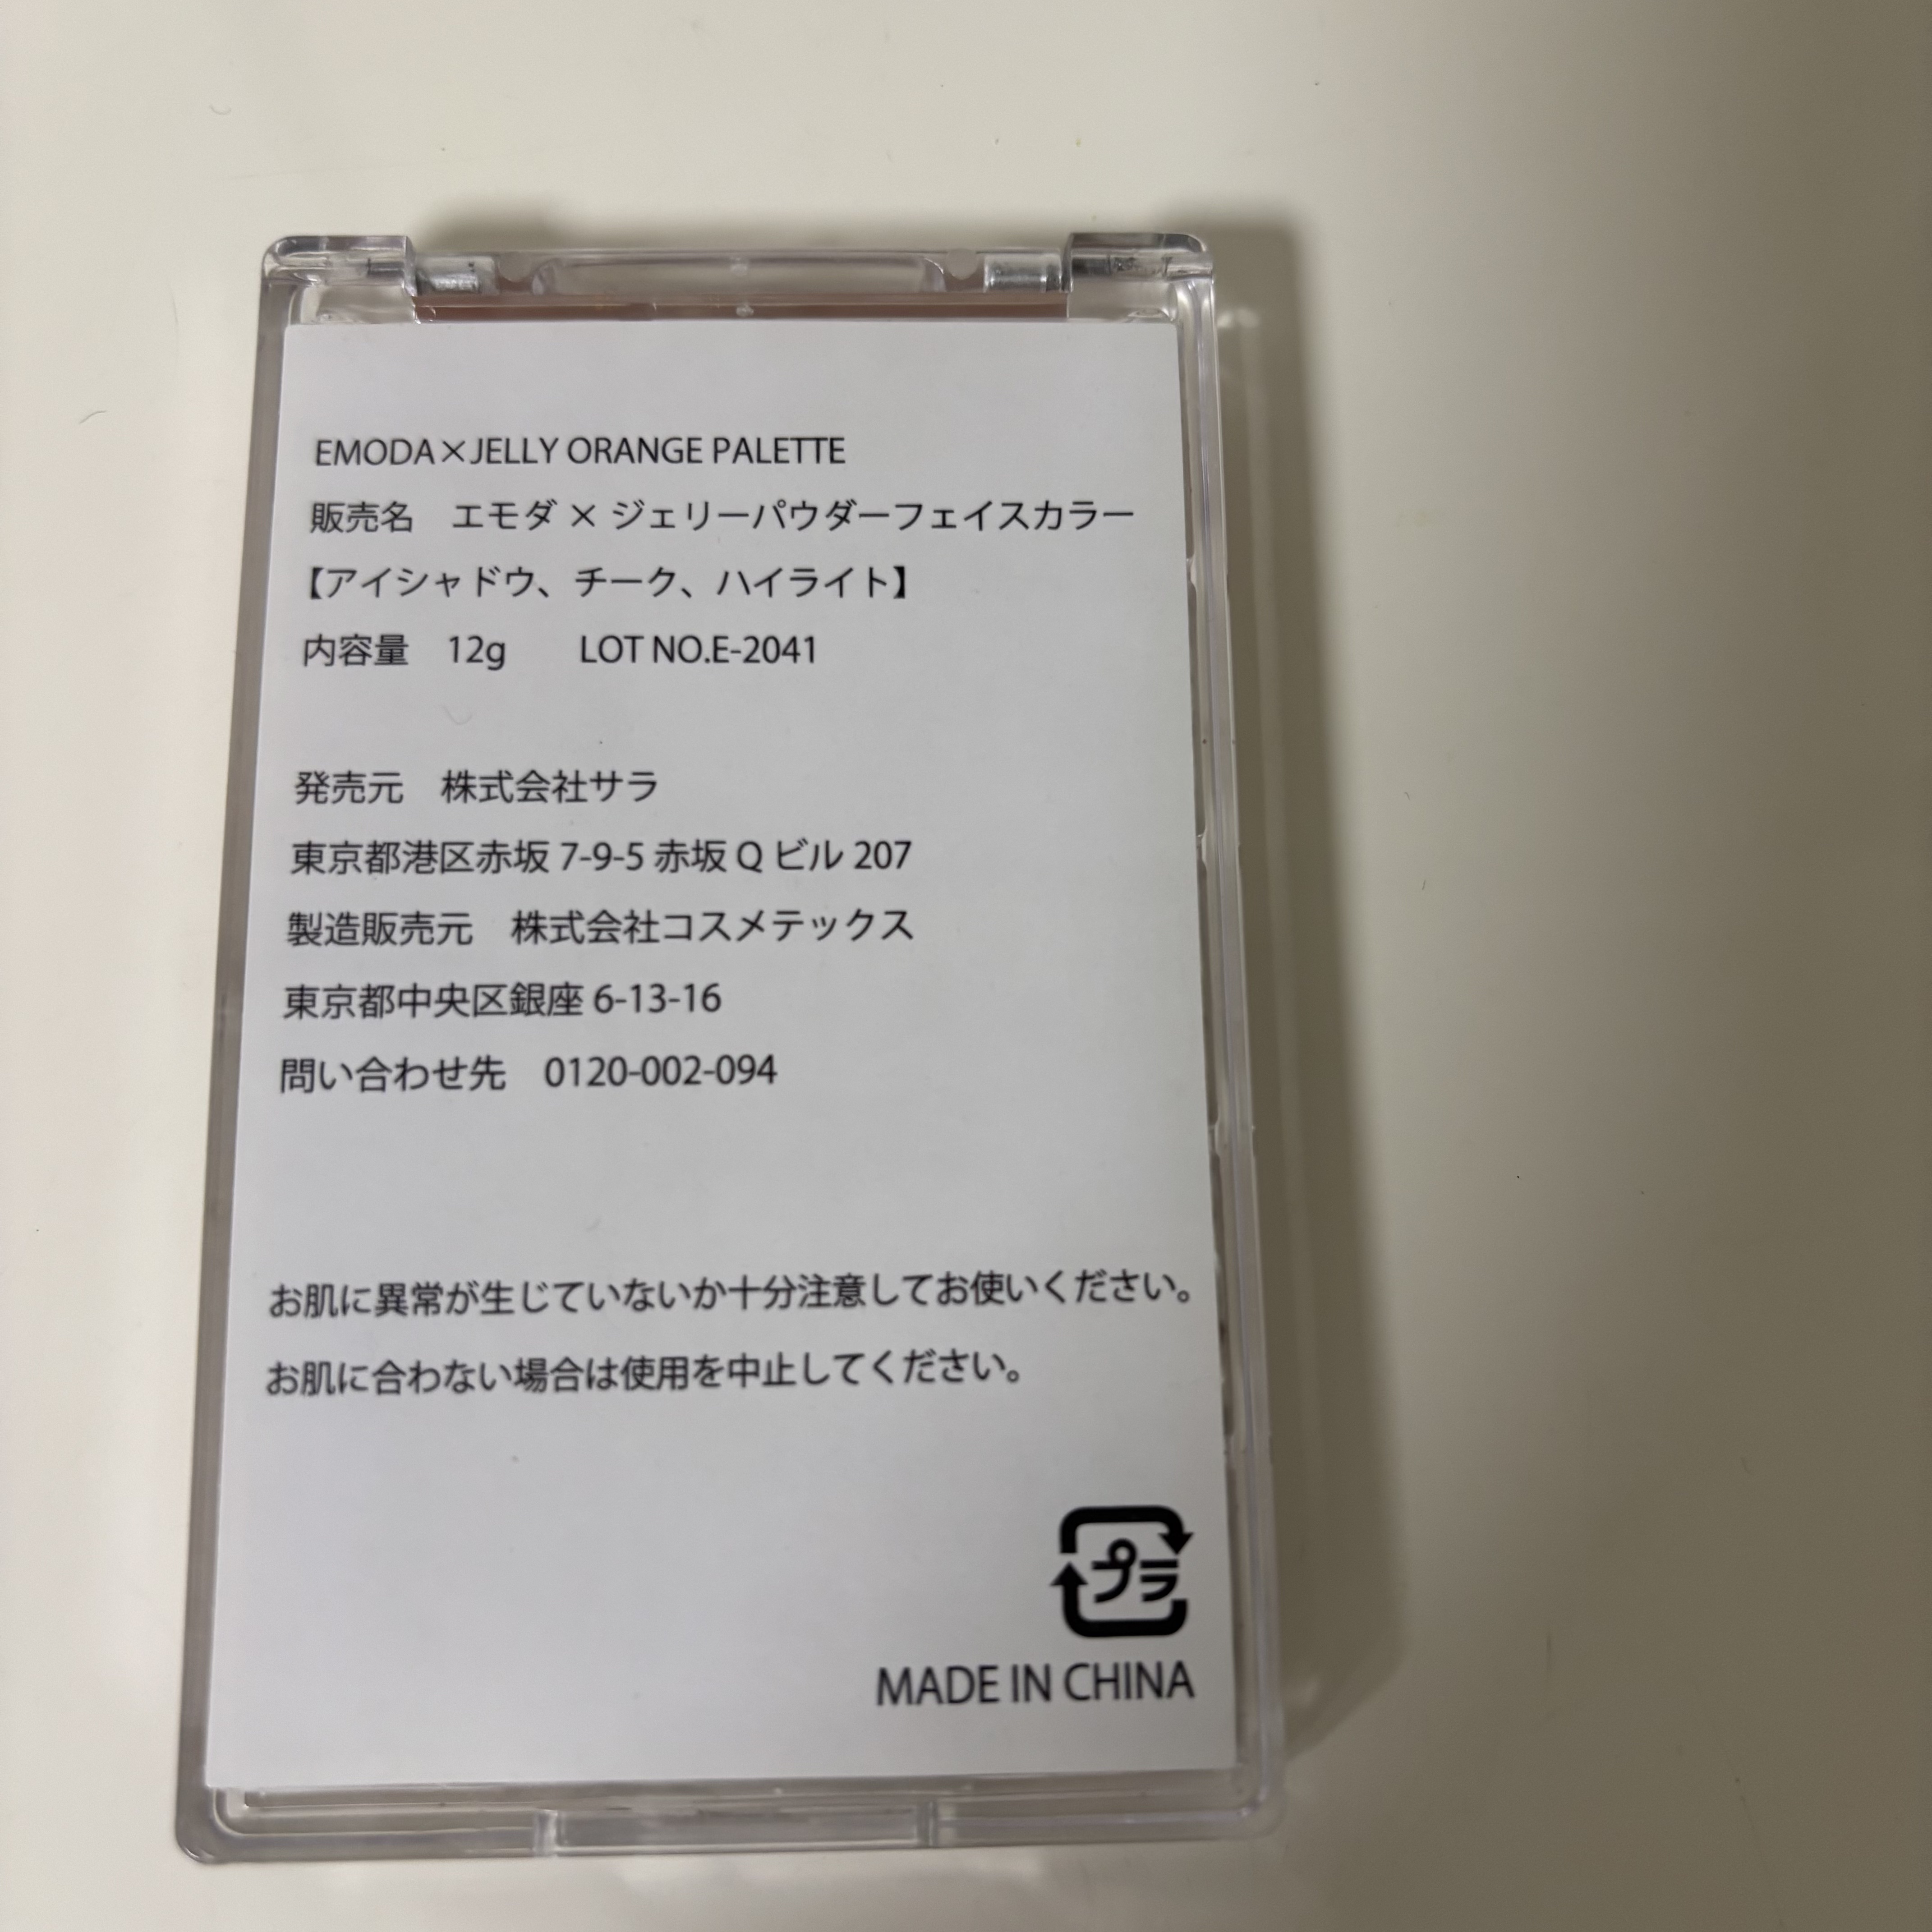 EMODA×JELLY ORANGE PALETTE
販売名　エモダ × ジェリーパウダーフェイスカラー
【アイシャドウ、チーク、ハイライト】
内容量　12g　　LOT NO.E-2041
発売元　株式会社サラ
東京都港区赤坂 7-9-5 赤坂 Q ビル 207
製造販売元　株式会社コスメテックス
東京都中央区銀座 6-13-16
問い合わせ先　0120-002-094
お肌に異常が生じていないか十分注意してお使いください。
お肌に合わない場合は使用を中止してください。
プラ
MADE IN CHINA